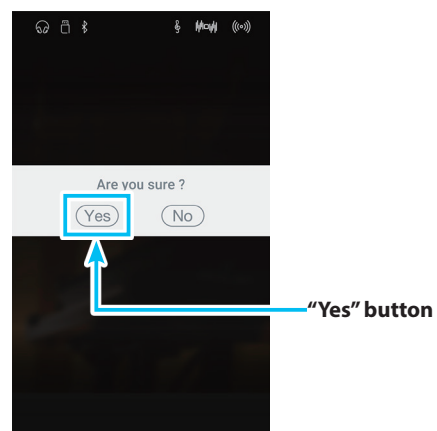 Are you sure ?
Yes No
“Yes” button